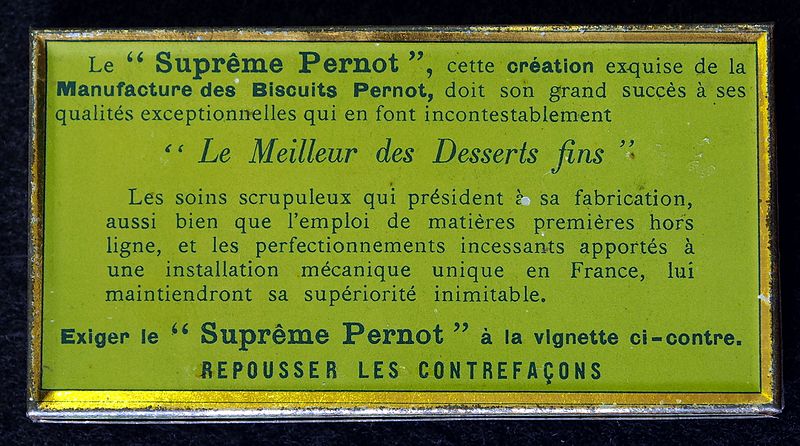 Le “ Suprême Pernot ”, cette création exquise de la
Manufacture des Biscuits Pernot, doit son grand succès à ses
qualités exceptionnelles qui en font incontestablement
“ Le Meilleur des Desserts fins ”
Les soins scrupuleux qui président à sa fabrication,
aussi bien que l'emploi de matières premières hors
ligne, et les perfectionnements incessants apportés à
une installation mécanique unique en France, lui
maintiendront sa supériorité inimitable.
Exiger le “ Suprême Pernot ” à la vignette ci-contre.
REPOUSSER LES CONTREFAÇONS